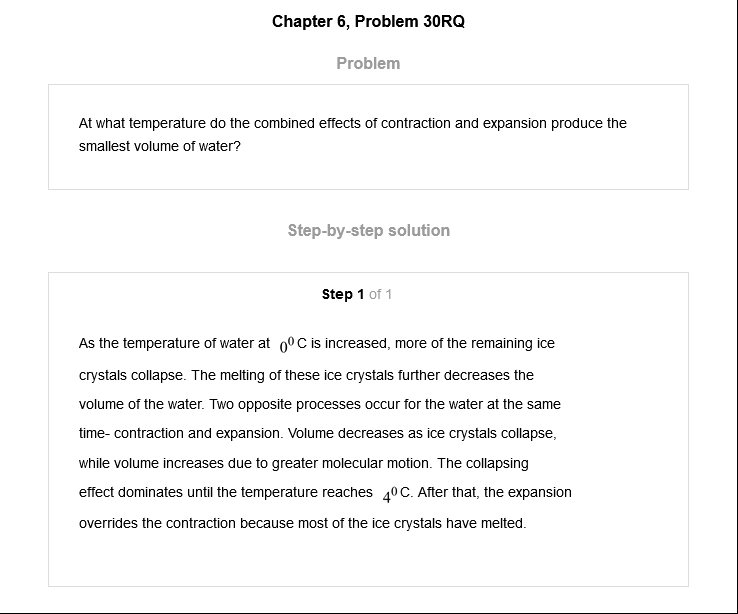 Chapter 6, Problem 30RQ
Problem
At what temperature do the combined effects of contraction and expansion produce the
smallest volume of water?
Step-by-step solution
Step 1 of 1
As the temperature of water at 0⁰ C is increased, more of the remaining ice
crystals collapse. The melting of these ice crystals further decreases the
volume of the water. Two opposite processes occur for the water at the same
time- contraction and expansion. Volume decreases as ice crystals collapse,
while volume increases due to greater molecular motion. The collapsing
effect dominates until the temperature reaches 4⁰ C. After that, the expansion
overrides the contraction because most of the ice crystals have melted.